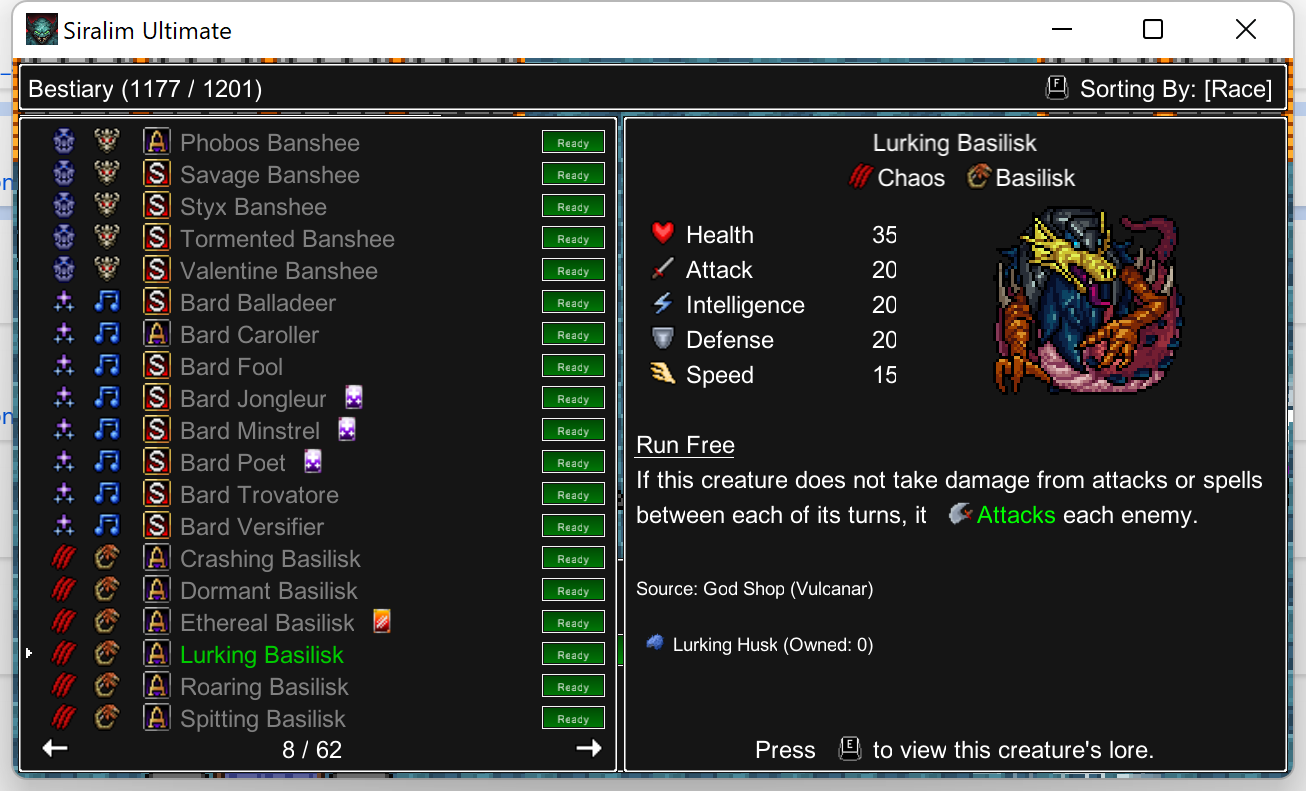 Siralim Ultimate
Bestiary (1177 / 1201)
F Sorting By: [Race]
A Phobos Banshee Ready
S Savage Banshee Ready
S Styx Banshee Ready
S Tormented Banshee Ready
S Valentine Banshee Ready
S Bard Balladeer Ready
A Bard Caroller Ready
S Bard Fool Ready
S Bard Jongleur Ready
S Bard Minstrel Ready
S Bard Poet Ready
S Bard Trovatore Ready
S Bard Versifier Ready
A Crashing Basilisk Ready
A Dormant Basilisk Ready
A Ethereal Basilisk Ready
A Lurking Basilisk Ready
A Roaring Basilisk Ready
A Spitting Basilisk Ready
8 / 62
Lurking Basilisk
Chaos Basilisk
Health 35
Attack 20
Intelligence 20
Defense 20
Speed 15
Run Free
If this creature does not take damage from attacks or spells
between each of its turns, it Attacks each enemy.
Source: God Shop (Vulcanar)
Lurking Husk (Owned: 0)
Press E to view this creature's lore.